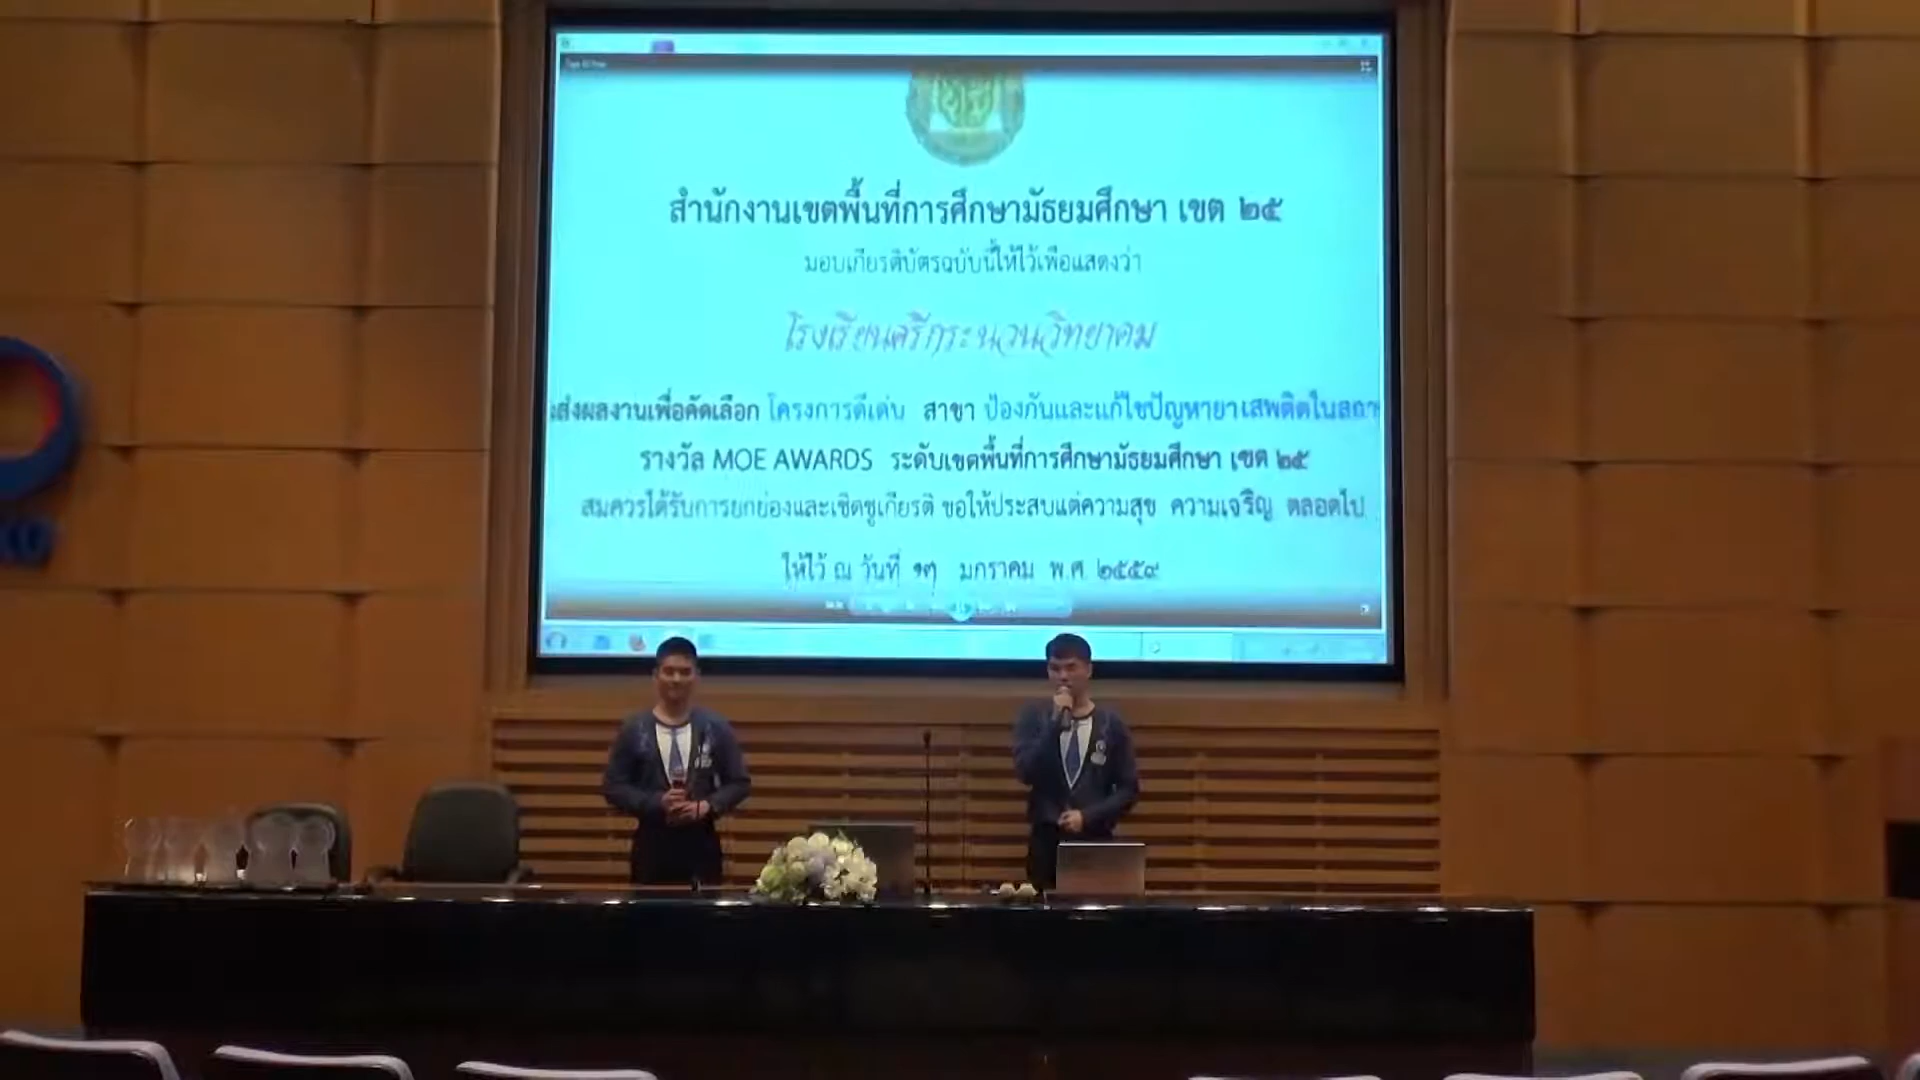 สำนักงานเขตพื้นที่การศึกษามัธยมศึกษา เขต ๒๕
มอบเกียรติบัตรฉบับนี้ให้ไว้เพื่อแสดงว่า
โรงเรียนศรีกระนวนวิทยาคม
ส่งผลงานเพื่อคัดเลือก โครงการดีเด่น สาขา ป้องกันและแก้ไขปัญหายาเสพติดในสถา
รางวัล MOE AWARDS ระดับเขตพื้นที่การศึกษามัธยมศึกษา เขต ๒๕
สมควรได้รับการยกย่องและเชิดชูเกียรติ ขอให้ประสบแต่ความสุข ความเจริญ ตลอดไป
ให้ไว้ ณ วันที่ ๑๓ มกราคม พ.ศ. ๒๕๕๙